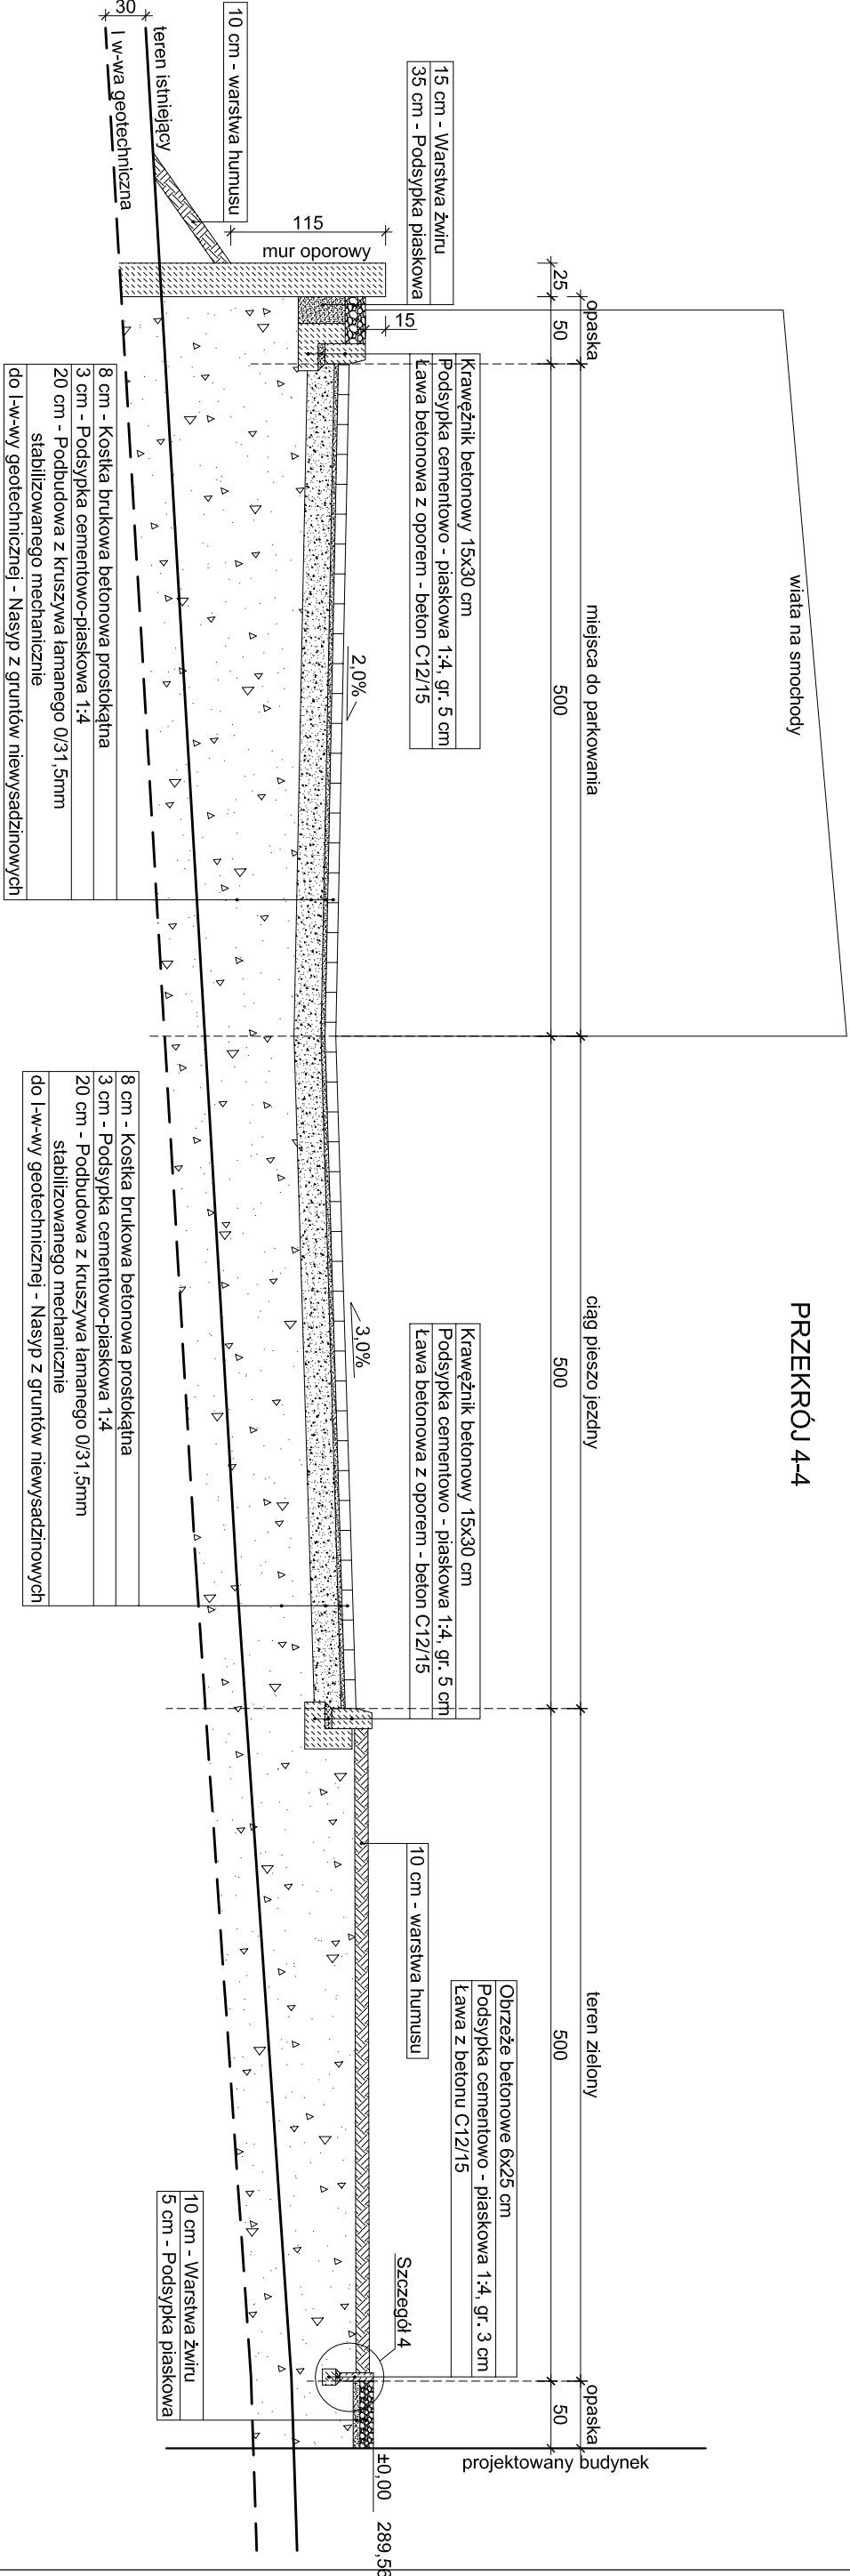 PRZEKRÓJ 4-4
wiata na smochody
opaska
miejsca do parkowania
ciąg pieszo jezdny
teren zielony
opaska
25
50
500
500
500
50
projektowany budynek
15 cm - Warstwa żwiru
35 cm - Podsypka piaskowa
Krawężnik betonowy 15x30 cm
Podsypka cementowo - piaskowa 1:4, gr. 5 cm
Ława betonowa z oporem - beton C12/15
Krawężnik betonowy 15x30 cm
Podsypka cementowo - piaskowa 1:4, gr. 5 cm
Ława betonowa z oporem - beton C12/15
Obrzeże betonowe 6x25 cm
Podsypka cementowo - piaskowa 1:4, gr. 3 cm
Ława z betonu C12/15
10 cm - warstwa humusu
Szczegół 4
±0,00
289,56
15
2,0%
3,0%
115
mur oporowy
10 cm - warstwa humusu
teren istniejący
I w-wa geotechniczna
30
8 cm - Kostka brukowa betonowa prostokątna
3 cm - Podsypka cementowo-piaskowa 1:4
20 cm - Podbudowa z kruszywa łamanego 0/31,5mm
stabilizowanego mechanicznie
do I-w-wy geotechnicznej - Nasyp z gruntów niewysadzinowych
8 cm - Kostka brukowa betonowa prostokątna
3 cm - Podsypka cementowo-piaskowa 1:4
20 cm - Podbudowa z kruszywa łamanego 0/31,5mm
stabilizowanego mechanicznie
do I-w-wy geotechnicznej - Nasyp z gruntów niewysadzinowych
10 cm - Warstwa żwiru
5 cm - Podsypka piaskowa